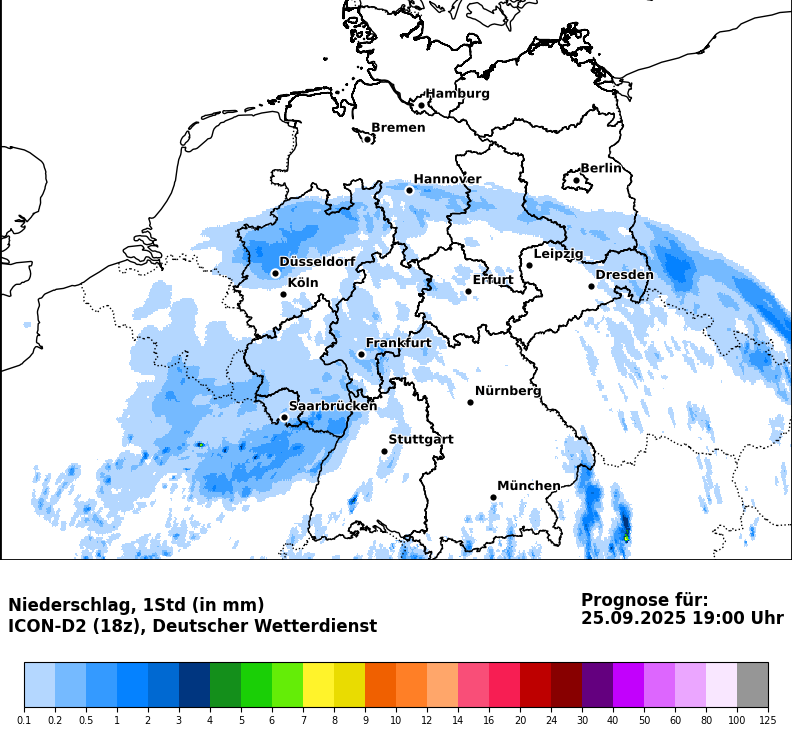 Hamburg
Bremen
Berlin
Hannover
Leipzig
Düsseldorf
Dresden
Köln
Erfurt
Frankfurt
Nürnberg
Saarbrücken
Stuttgart
München
Niederschlag, 1Std (in mm)
ICON-D2 (18z), Deutscher Wetterdienst
Prognose für:
25.09.2025 19:00 Uhr
0.1 0.2 0.5 1 2 3 4 5 6 7 8 9 10 12 14 16 20 24 30 40 50 60 80 100 125